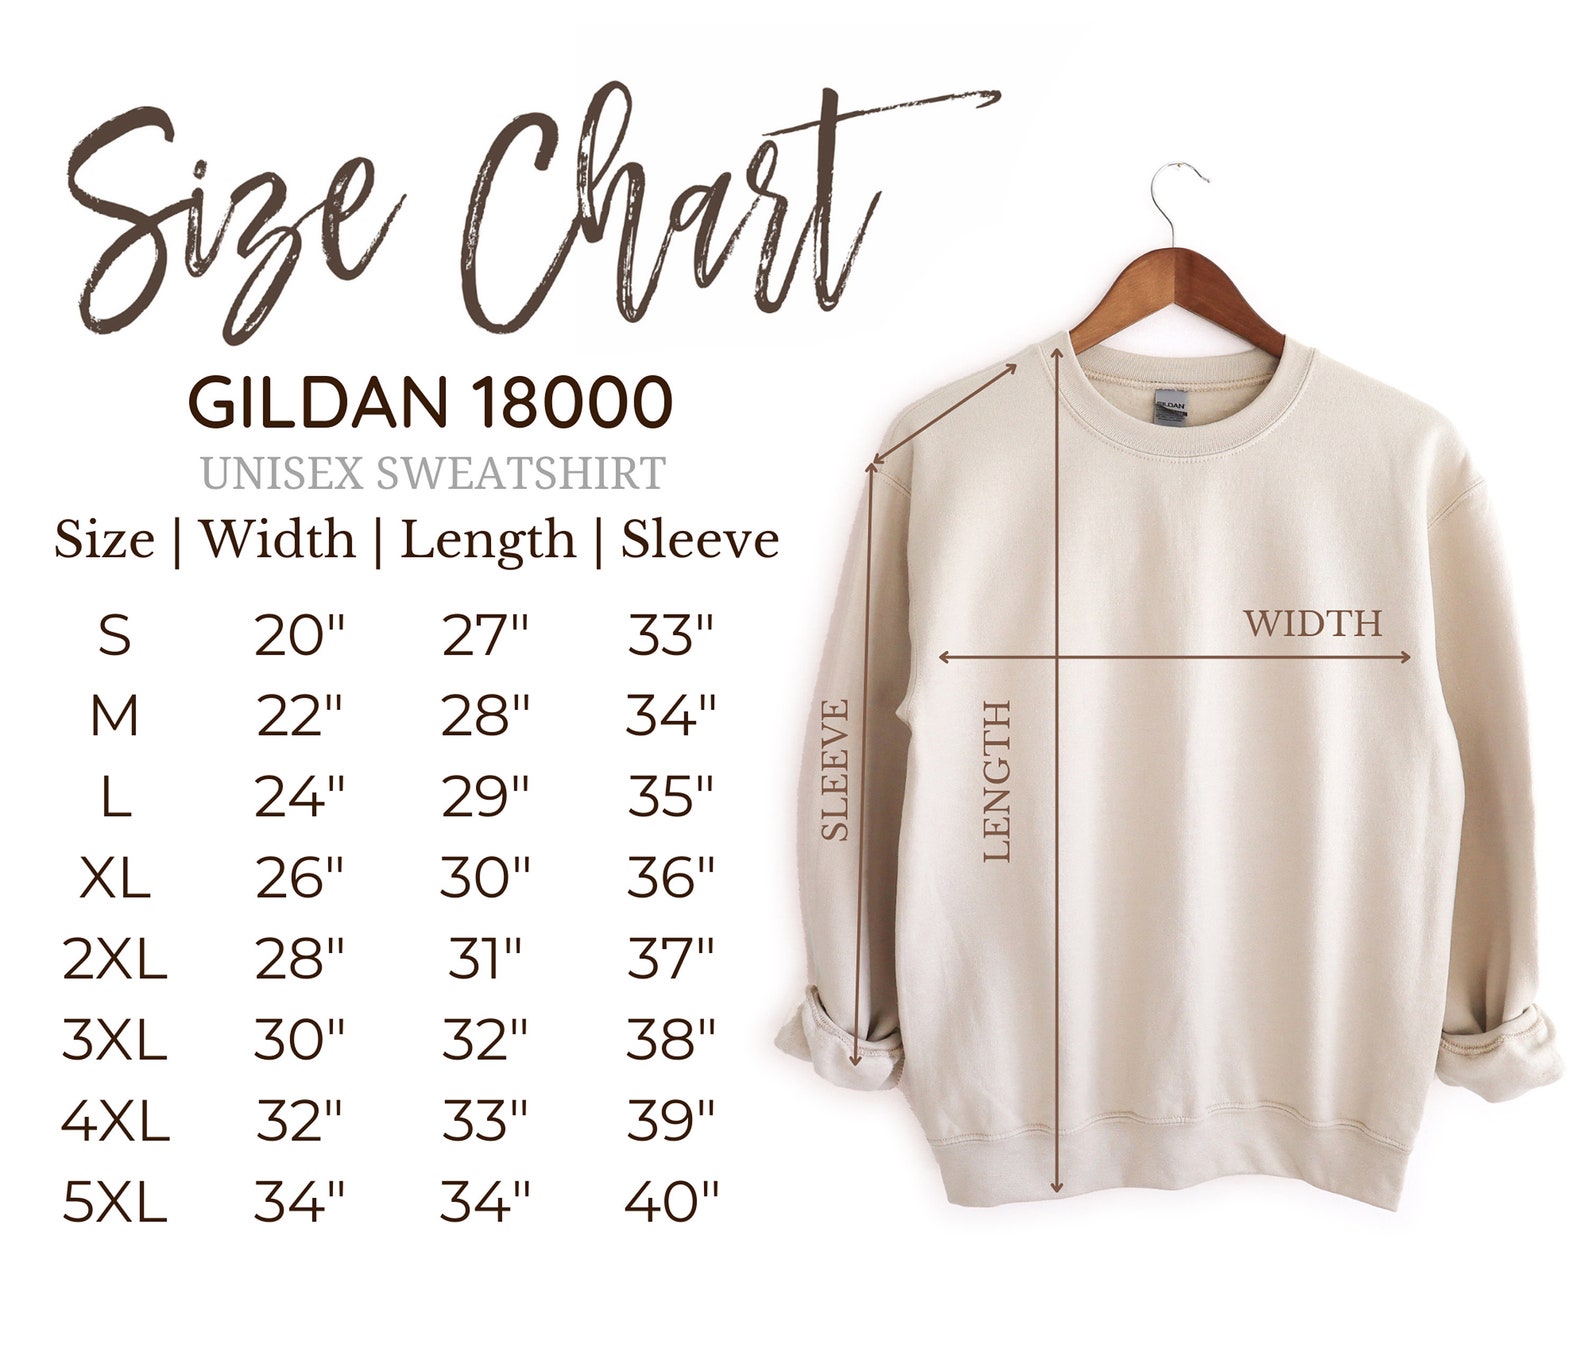 Size Chart
GILDAN 18000
UNISEX SWEATSHIRT
Size | Width | Length | Sleeve
S 20" 27" 33"
M 22" 28" 34"
L 24" 29" 35"
XL 26" 30" 36"
2XL 28" 31" 37"
3XL 30" 32" 38"
4XL 32" 33" 39"
5XL 34" 34" 40"
GILDAN
WIDTH
LENGTH
SLEEVE